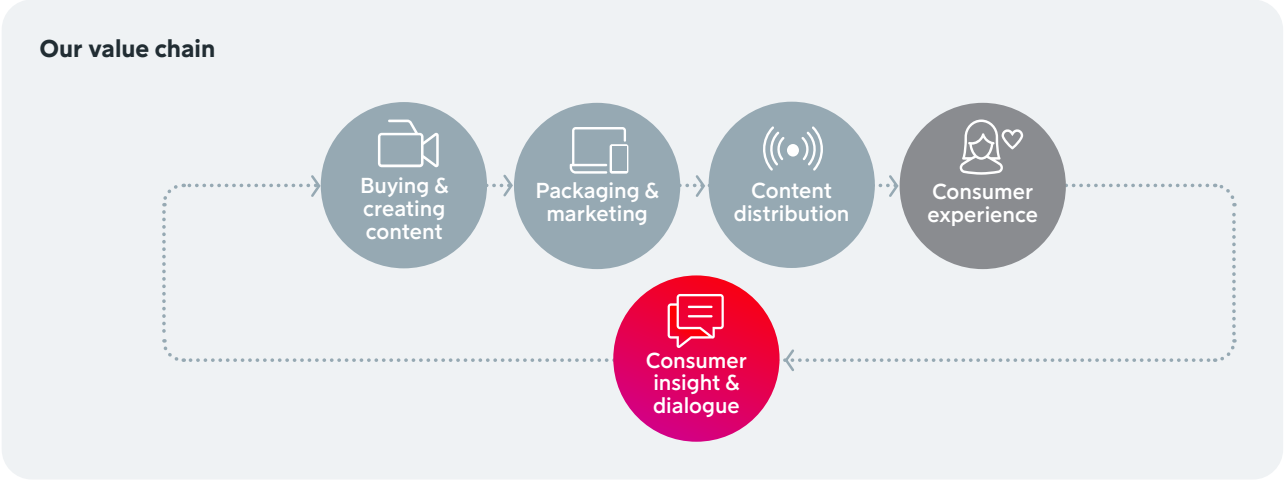 Our value chain
Buying &
creating
content
Packaging &
marketing
Content
distribution
Consumer
experience
Consumer
insight &
dialogue